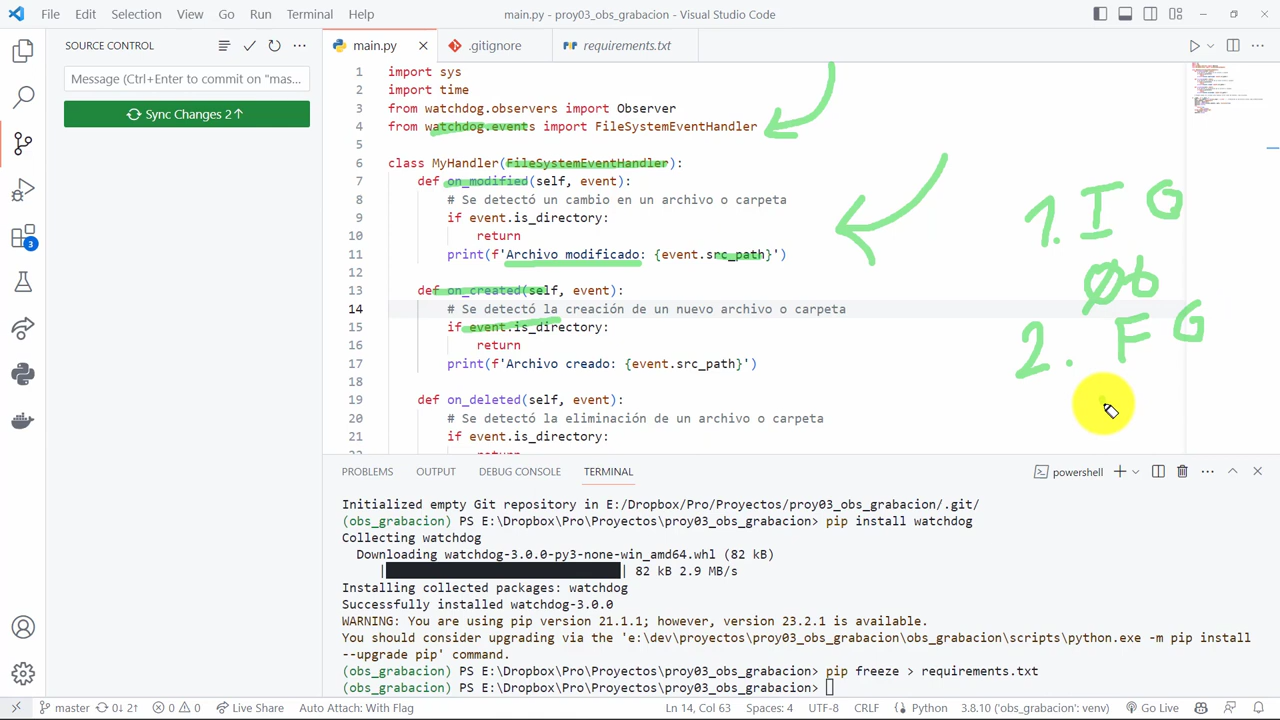 File Edit Selection View Go Run Terminal Help
main.py - proy03_obs_grabacion - Visual Studio Code
SOURCE CONTROL
Message (Ctrl+Enter to commit on "mas...
Sync Changes 2↑
3
main.py
.gitignore
requirements.txt
1 import sys
2 import time
3 from watchdog.observers import Observer
4 from watchdog.events import FileSystemEventHandler
5
6 class MyHandler(FileSystemEventHandler):
7 def on_modified(self, event):
8 # Se detectó un cambio en un archivo o carpeta
9 if event.is_directory:
10 return
11 print(f'Archivo modificado: {event.src_path}')
12
13 def on_created(self, event):
14 # Se detectó la creación de un nuevo archivo o carpeta
15 if event.is_directory:
16 return
17 print(f'Archivo creado: {event.src_path}')
18
19 def on_deleted(self, event):
20 # Se detectó la eliminación de un archivo o carpeta
21 if event.is_directory:
1. I G
Ob
2. F G
PROBLEMS OUTPUT DEBUG CONSOLE TERMINAL
powershell
Initialized empty Git repository in E:/Dropbox/Pro/Proyectos/proy03_obs_grabacion/.git/
(obs_grabacion) PS E:\Dropbox\Pro\Proyectos\proy03_obs_grabacion> pip install watchdog
Collecting watchdog
Downloading watchdog-3.0.0-py3-none-win_amd64.whl (82 kB)
| | 82 kB 2.9 MB/s
Installing collected packages: watchdog
Successfully installed watchdog-3.0.0
WARNING: You are using pip version 21.1.1; however, version 23.2.1 is available.
You should consider upgrading via the 'e:\dev\proyectos\proy03_obs_grabacion\obs_grabacion\scripts\python.exe -m pip install
--upgrade pip' command.
(obs_grabacion) PS E:\Dropbox\Pro\Proyectos\proy03_obs_grabacion> pip freeze > requirements.txt
(obs_grabacion) PS E:\Dropbox\Pro\Proyectos\proy03_obs_grabacion>
master 0↓ 2↑ 0 0 Live Share Auto Attach: With Flag Ln 14, Col 63 Spaces: 4 UTF-8 CRLF Python 3.8.10 ('obs_grabacion': venv) Go Live